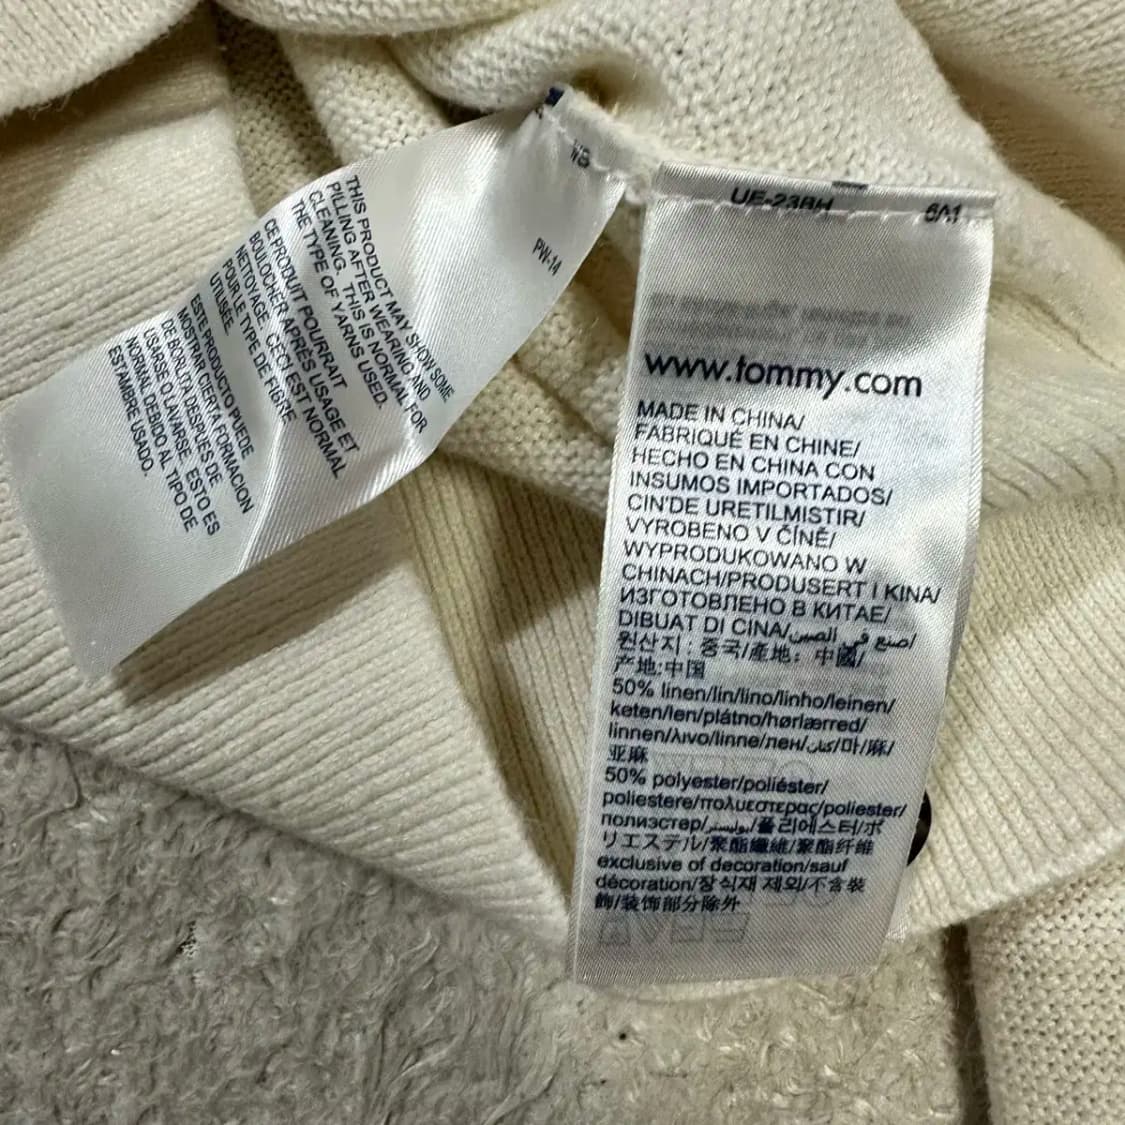 WS
PW-14
THIS PRODUCT MAY SHOW SOME
PILLING AFTER WEARING AND
CLEANING. THIS IS NORMAL FOR
THE TYPE OF YARNS USED.
CE PRODUIT POURRAIT
BOULOCHER APRÈS USAGE ET
NETTOYAGE. CECI EST NORMAL
POUR LE TYPE DE FIBRE
UTILISÉE.
ESTE PRODUCTO PUEDE
MOSTRAR CIERTA FORMACION
DE BORLITA DESPUES DE
USARSE O LAVARSE. ESTO ES
NORMAL DEBIDO AL TIPO DE
ESTAMBRE USADO.
www.tommy.com
MADE IN CHINA/
FABRIQUÉ EN CHINE/
HECHO EN CHINA CON
INSUMOS IMPORTADOS/
CIN'DE URETILMISTIR/
VYROBENO V ČÍNĚ/
WYPRODUKOWANO W
CHINACH/PRODUSERT I KINA/
ИЗГОТОВЛЕНО В КИТАЕ/
DIBUAT DI CINA/صنع في الصين/
원산지 : 중국/產地：中國/
产地:中国
50% linen/lin/lino/linho/leinen/
keten/len/plátno/hørlærred/
linnen/λινο/linne/лен/كتان/마/麻/
亚麻
50% polyester/poliéster/
poliestere/πολυεστερας/poliester/
полиэстер/بوليستر/폴리에스터/ポ
リエステル/聚酯纖維/聚酯纤维
exclusive of decoration/sauf
décoration/장식재 제외/不含裝
飾/装饰部分除外